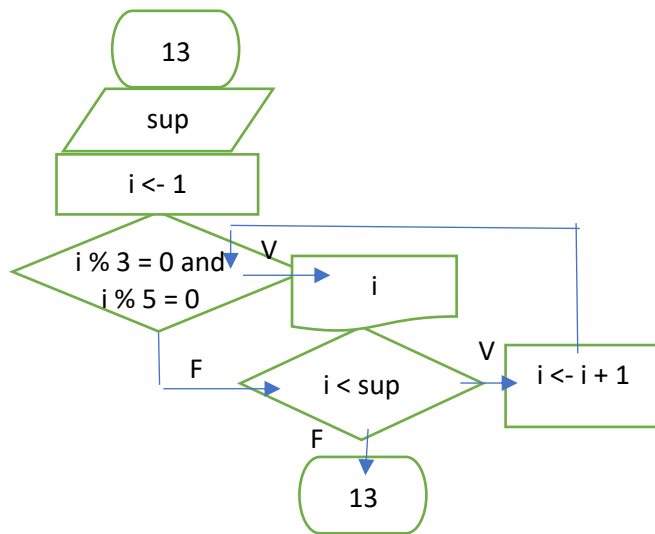 13
sup
i <- 1
i % 3 = 0 and
i % 5 = 0
V
i
F
i < sup
V
i <- i + 1
F
13